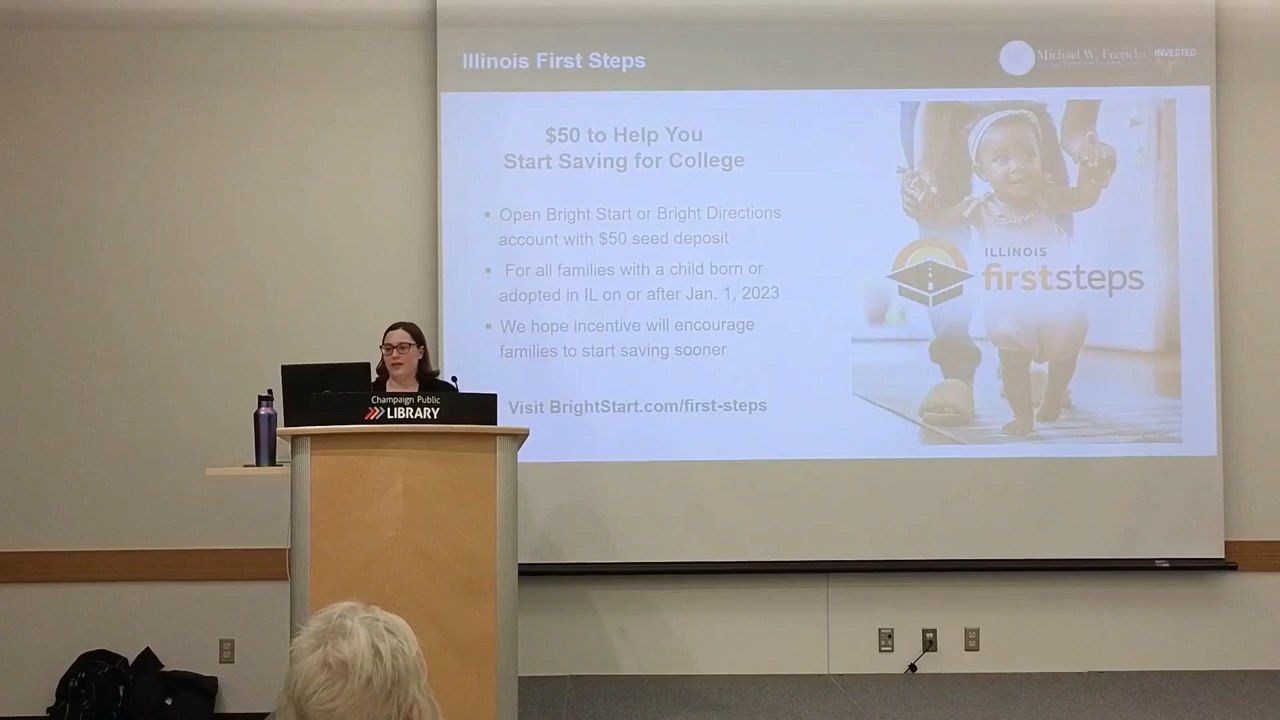 Illinois First Steps
Michael W. Frerichs
INVESTED
$50 to Help You
Start Saving for College
▪ Open Bright Start or Bright Directions
account with $50 seed deposit
▪ For all families with a child born or
adopted in IL on or after Jan. 1, 2023
▪ We hope incentive will encourage
families to start saving sooner
Visit BrightStart.com/first-steps
ILLINOIS
firststeps
Champaign Public
LIBRARY